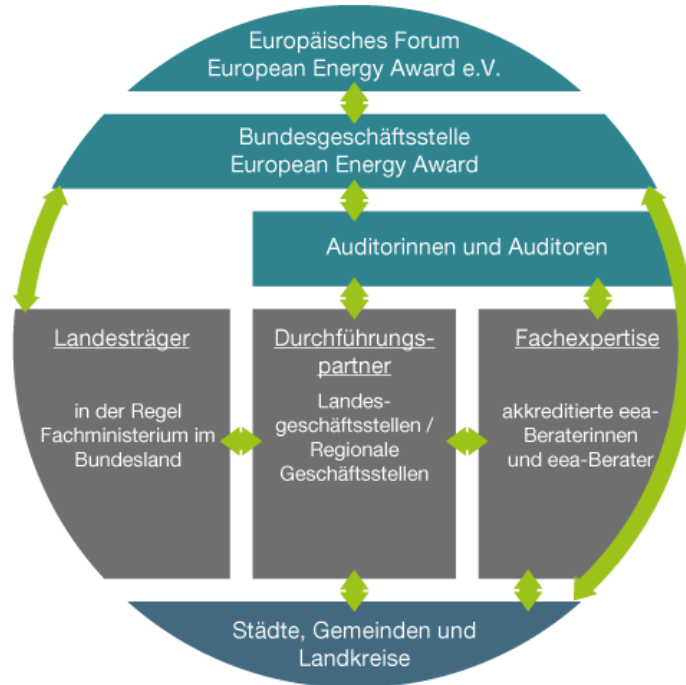 Europäisches Forum
European Energy Award e.V.
Bundesgeschäftsstelle
European Energy Award
Auditorinnen und Auditoren
Landesträger
in der Regel
Fachministerium im
Bundesland
Durchführungs-
partner
Landes-
geschäftsstellen /
Regionale
Geschäftsstellen
Fachexpertise
akkreditierte eea-
Beraterinnen
und eea-Berater
Städte, Gemeinden und
Landkreise